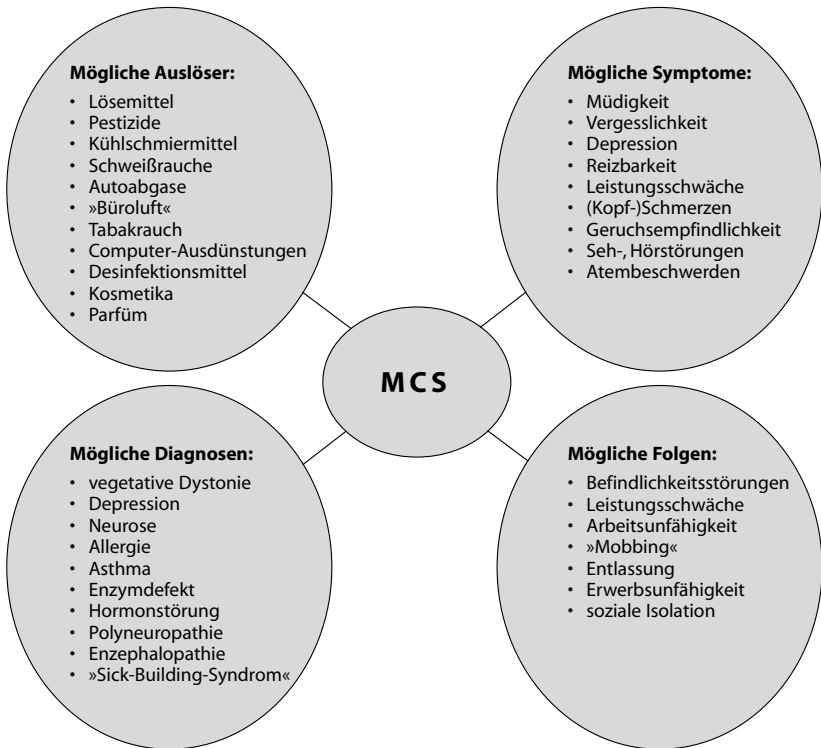 Mögliche Auslöser:
• Lösemittel
• Pestizide
• Kühlschmiermittel
• Schweißrauche
• Autoabgase
• »Büroluft«
• Tabakrauch
• Computer-Ausdünstungen
• Desinfektionsmittel
• Kosmetika
• Parfüm
Mögliche Symptome:
• Müdigkeit
• Vergesslichkeit
• Depression
• Reizbarkeit
• Leistungsschwäche
• (Kopf-)Schmerzen
• Geruchsempfindlichkeit
• Seh-, Hörstörungen
• Atembeschwerden
MCS
Mögliche Diagnosen:
• vegetative Dystonie
• Depression
• Neurose
• Allergie
• Asthma
• Enzymdefekt
• Hormonstörung
• Polyneuropathie
• Enzephalopathie
• »Sick-Building-Syndrom«
Mögliche Folgen:
• Befindlichkeitsstörungen
• Leistungsschwäche
• Arbeitsunfähigkeit
• »Mobbing«
• Entlassung
• Erwerbsunfähigkeit
• soziale Isolation